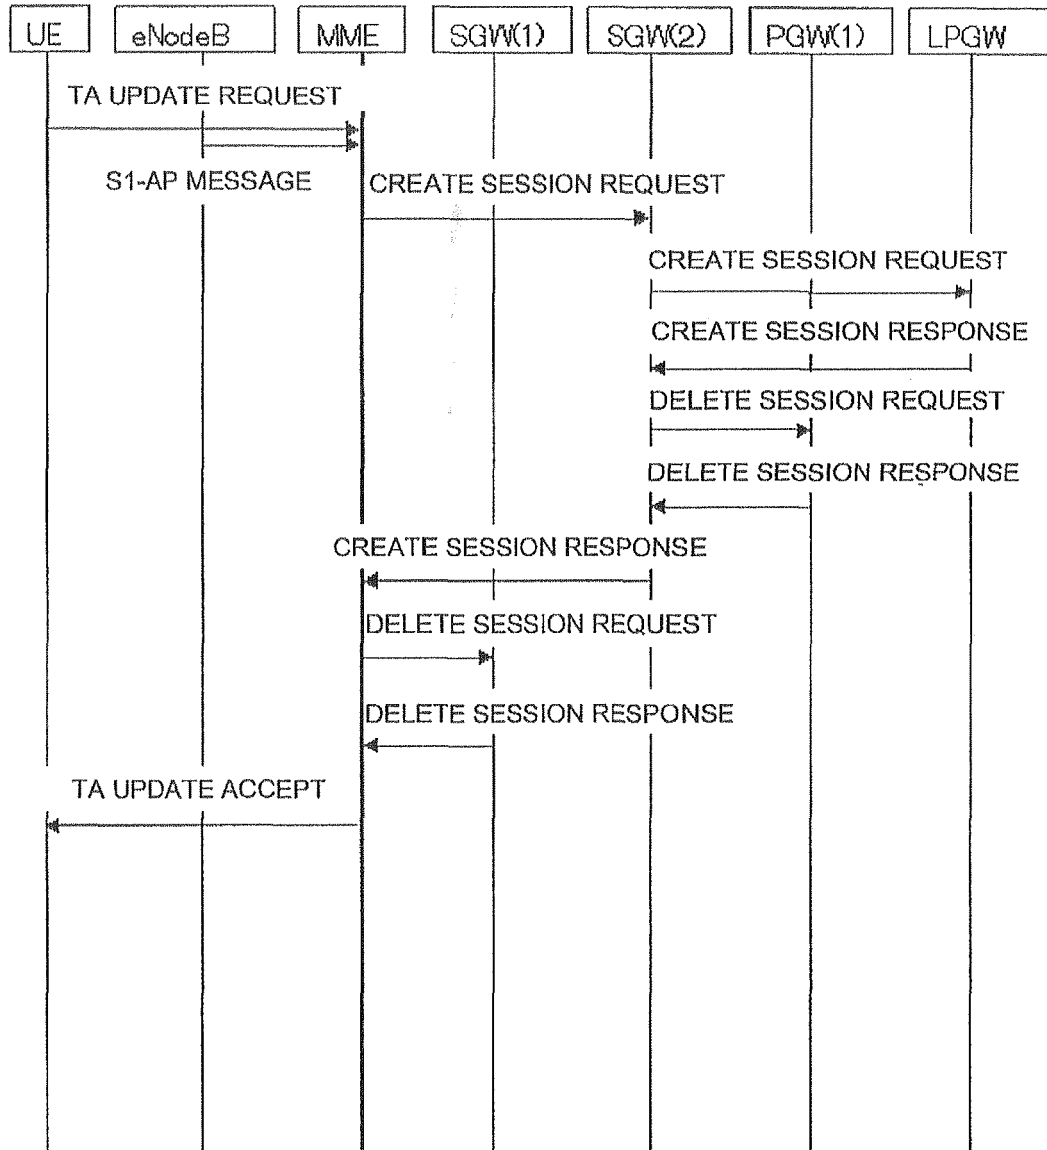 UE eNodeB MME SGW(1) SGW(2) PGW(1) LPGW
TA UPDATE REQUEST
S1-AP MESSAGE
CREATE SESSION REQUEST
CREATE SESSION REQUEST
CREATE SESSION RESPONSE
DELETE SESSION REQUEST
DELETE SESSION RESPONSE
CREATE SESSION RESPONSE
DELETE SESSION REQUEST
DELETE SESSION RESPONSE
TA UPDATE ACCEPT